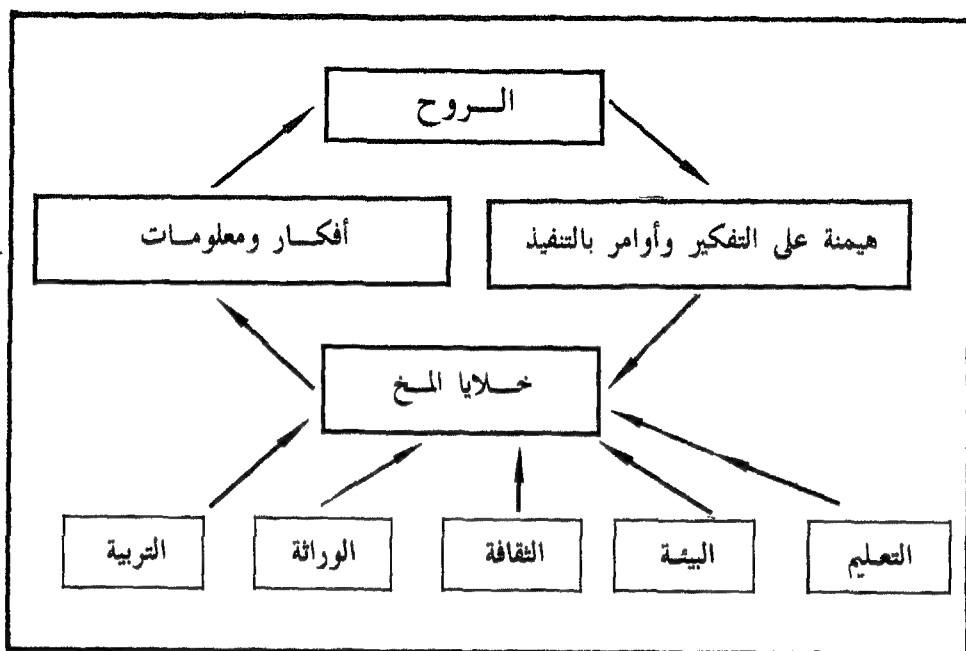 الروح
هيمنة على التفكير وأوامر بالتنفيذ
أفكار ومعلومات
خلايا المخ
التعليم
البيئة
الثقافة
الوراثة
التربية